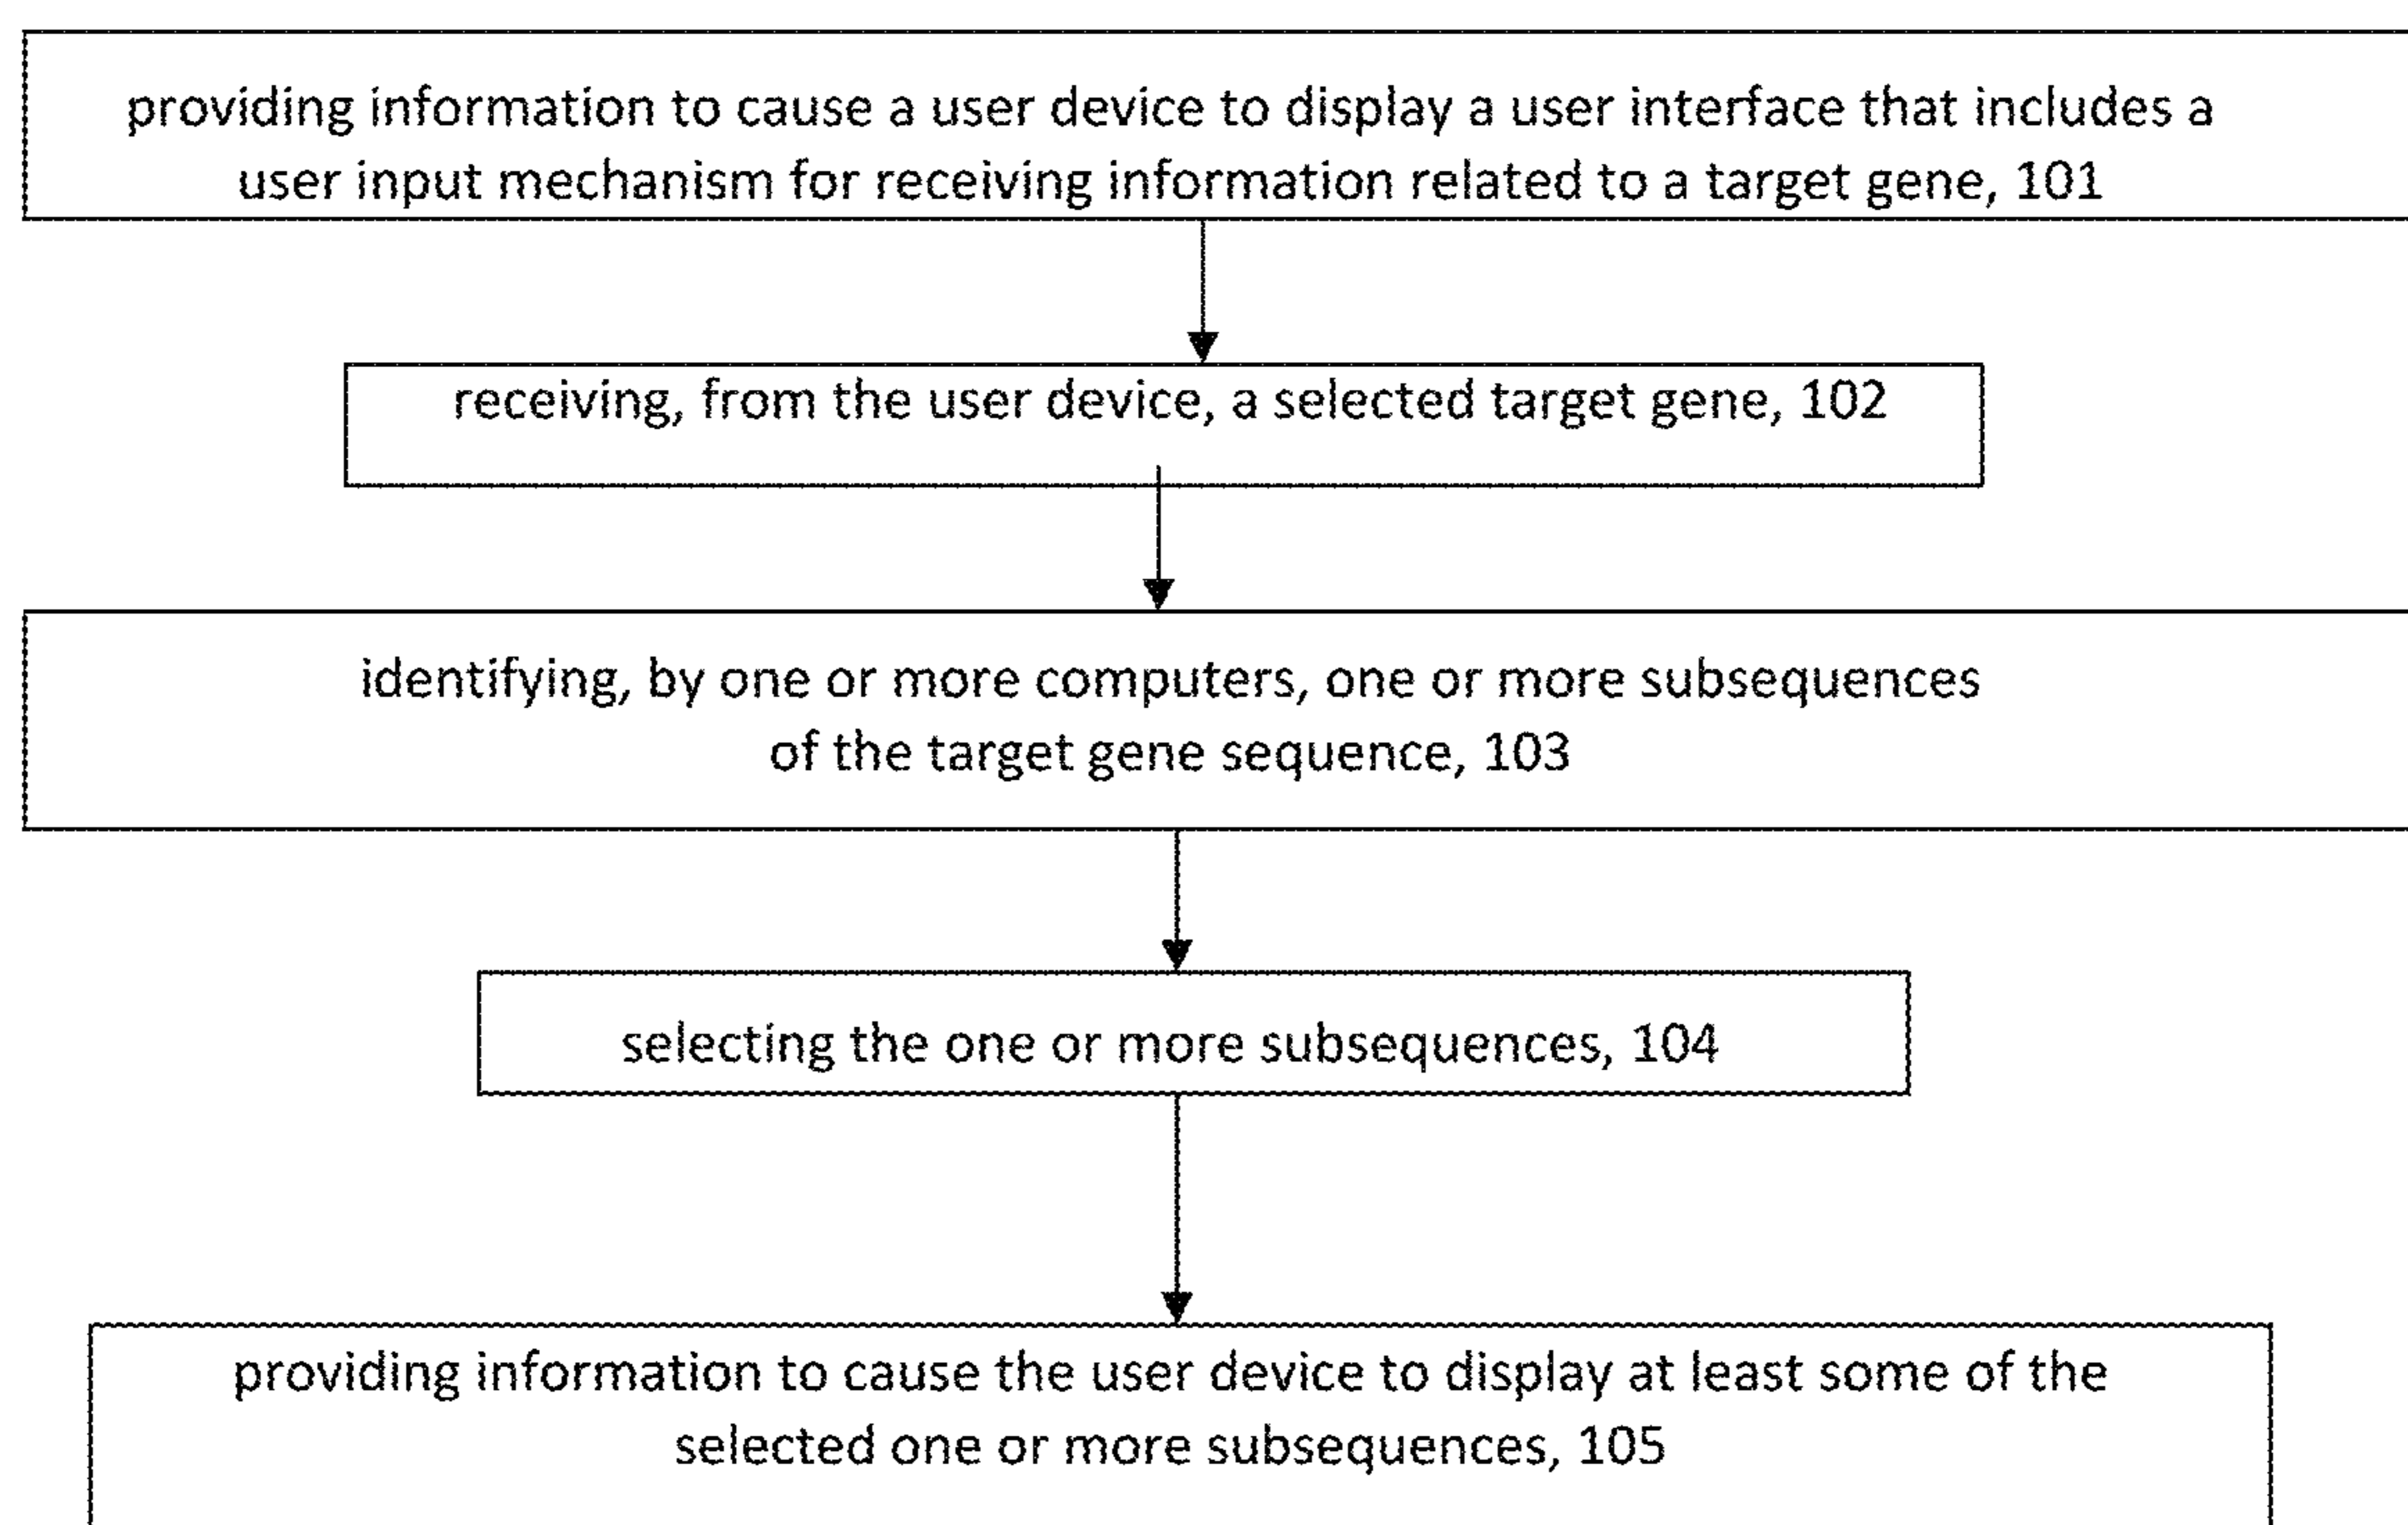 providing information to cause a user device to display a user interface that includes a
user input mechanism for receiving information related to a target gene, 101
receiving, from the user device, a selected target gene, 102
identifying, by one or more computers, one or more subsequences
of the target gene sequence, 103
selecting the one or more subsequences, 104
providing information to cause the user device to display at least some of the
selected one or more subsequences, 105